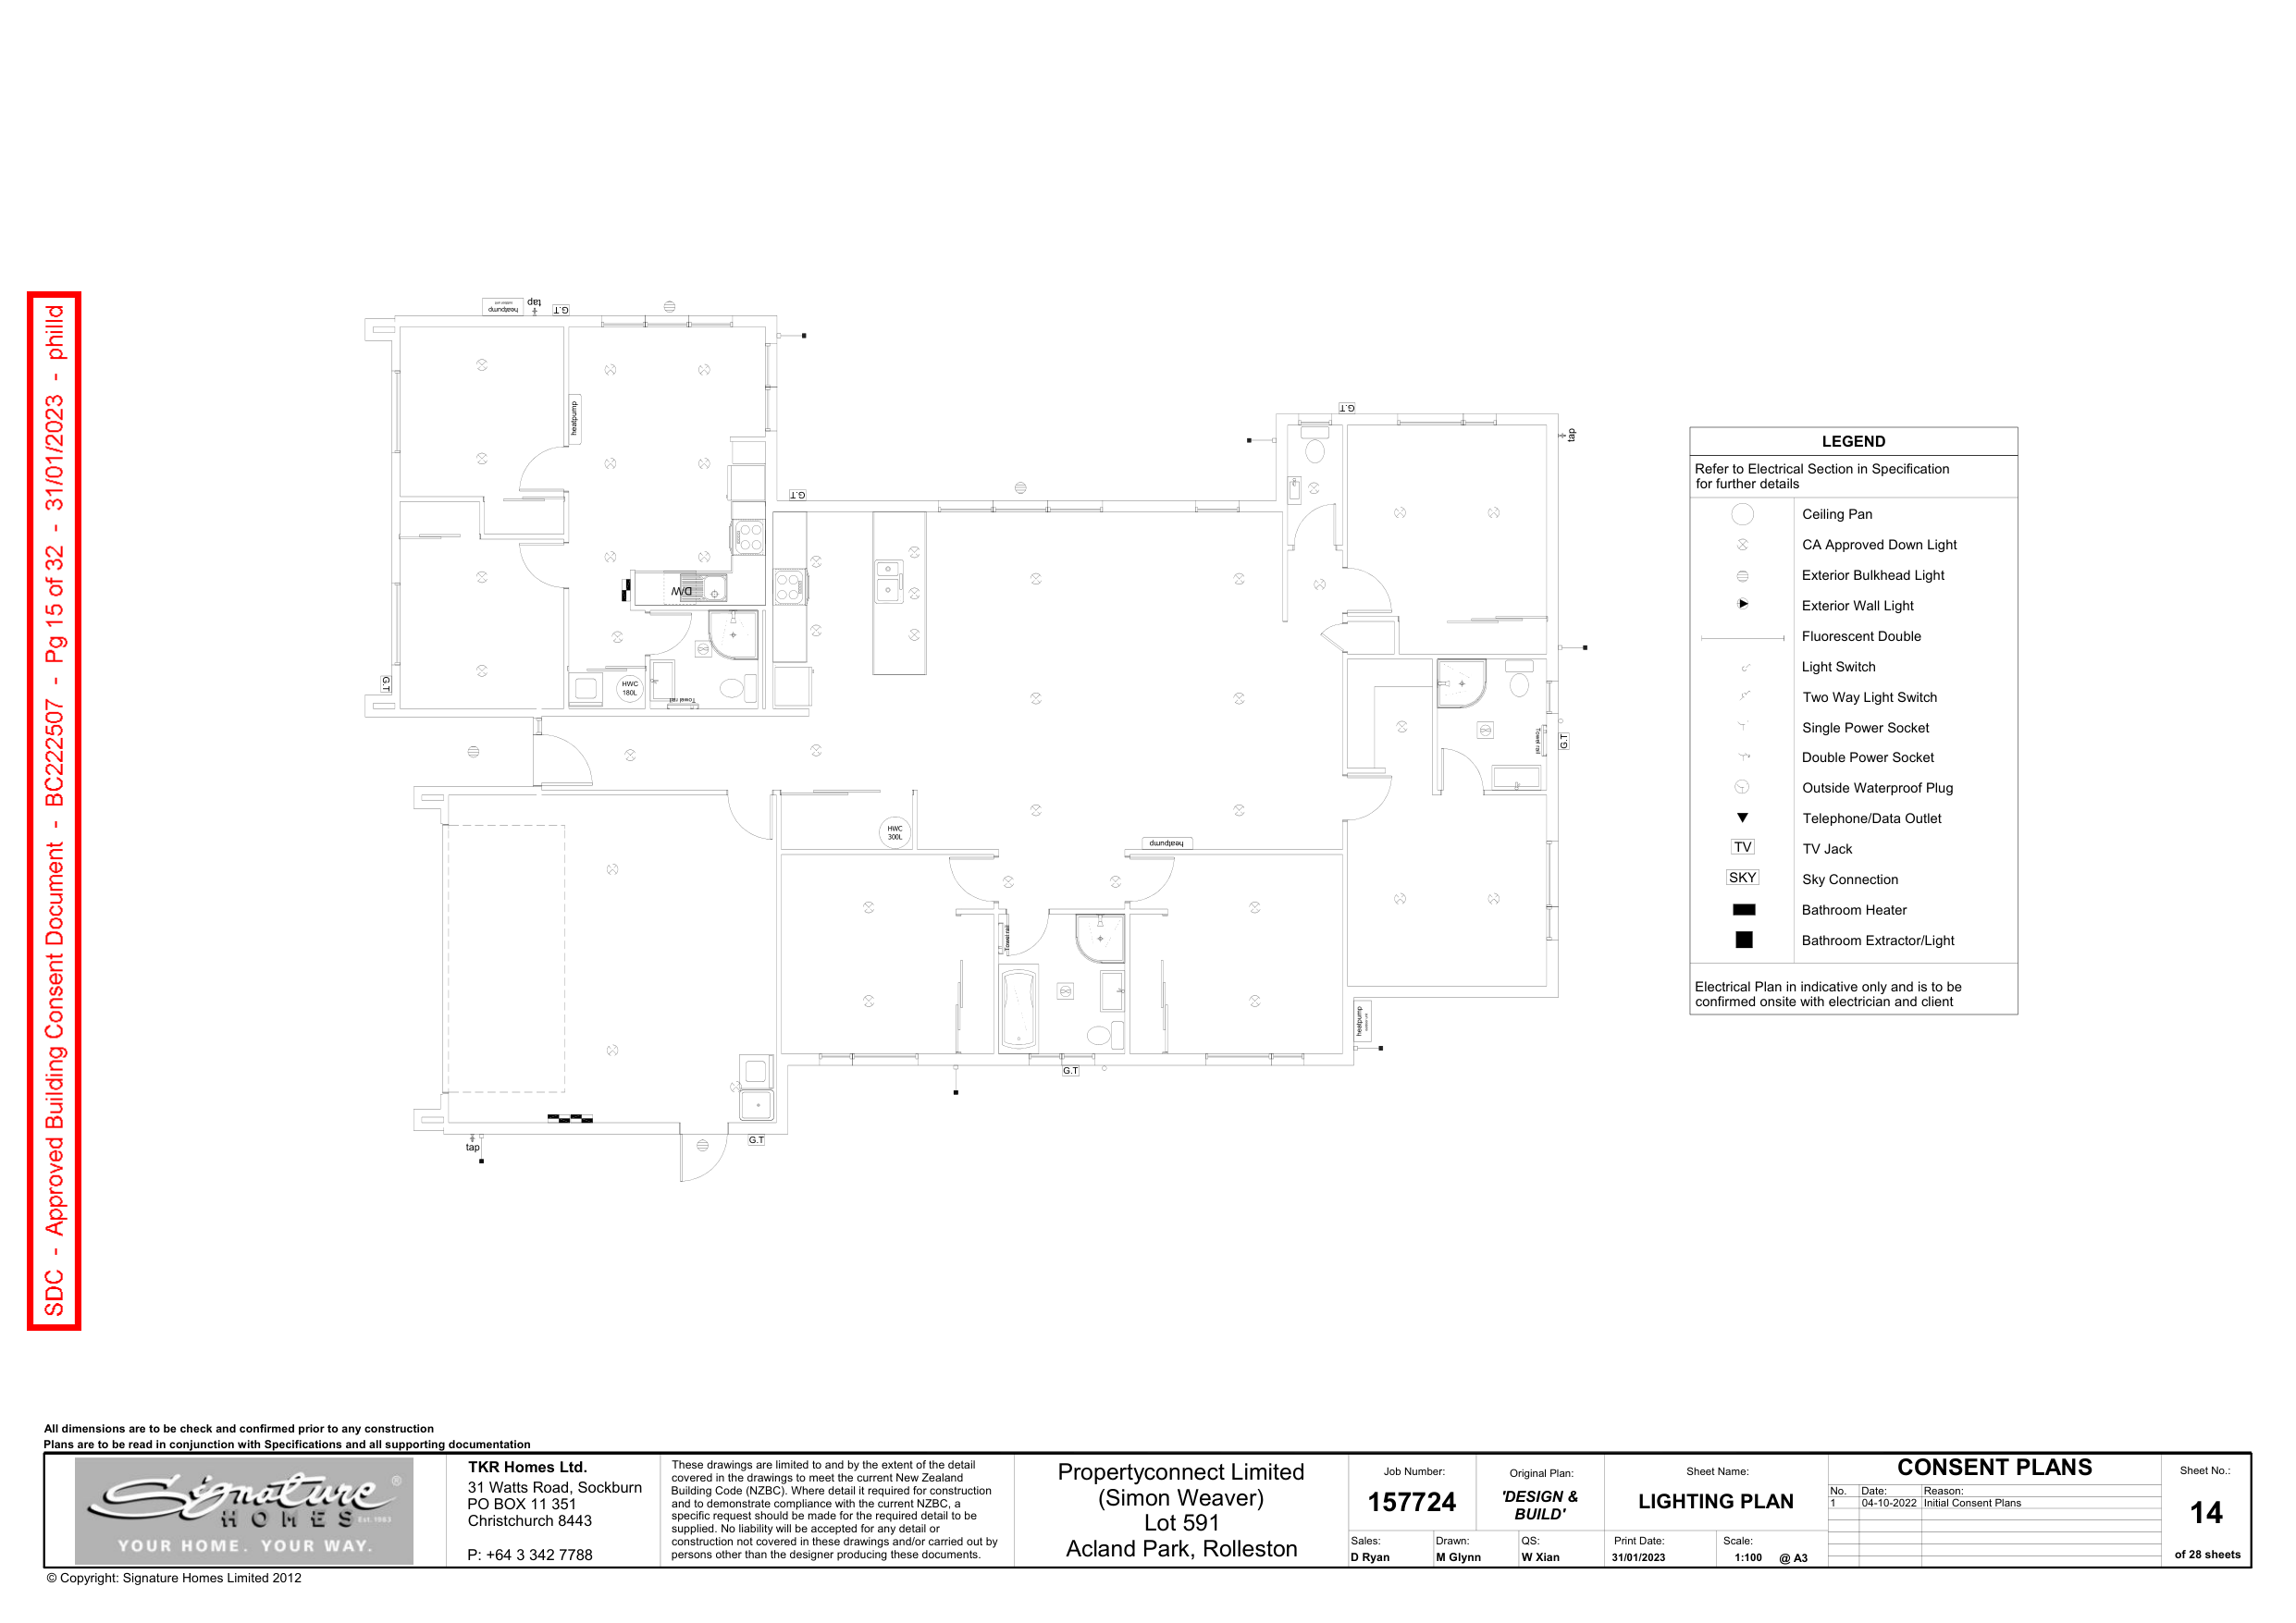 SDC - Approved Building Consent Document - BC222507 - Pg 15 of 32 - 31/01/2023 - philld
heatpump
tap
G.T
G.T
heatpump
G.T
tap
G.T
D/W
HWC
180L
Towel rail
G.T
Towel rail
G.T
HWC
300L
heatpump
Towel rail
heatpump
G.T
G.T
tap
LEGEND
Refer to Electrical Section in Specification
for further details
Ceiling Pan
CA Approved Down Light
Exterior Bulkhead Light
Exterior Wall Light
Fluorescent Double
Light Switch
Two Way Light Switch
Single Power Socket
Double Power Socket
Outside Waterproof Plug
Telephone/Data Outlet
TV TV Jack
SKY Sky Connection
Bathroom Heater
Bathroom Extractor/Light
Electrical Plan in indicative only and is to be
confirmed onsite with electrician and client
All dimensions are to be check and confirmed prior to any construction
Plans are to be read in conjunction with Specifications and all supporting documentation
Signature
HOMES Est. 1983
®
YOUR HOME. YOUR WAY.
TKR Homes Ltd.
31 Watts Road, Sockburn
PO BOX 11 351
Christchurch 8443
P: +64 3 342 7788
These drawings are limited to and by the extent of the detail
covered in the drawings to meet the current New Zealand
Building Code (NZBC). Where detail it required for construction
and to demonstrate compliance with the current NZBC, a
specific request should be made for the required detail to be
supplied. No liability will be accepted for any detail or
construction not covered in these drawings and/or carried out by
persons other than the designer producing these documents.
Propertyconnect Limited
(Simon Weaver)
Lot 591
Acland Park, Rolleston
Job Number:
157724
Original Plan:
'DESIGN &
BUILD'
Sheet Name:
LIGHTING PLAN
Sales:
D Ryan
Drawn:
M Glynn
QS:
W Xian
Print Date:
31/01/2023
Scale:
1:100 @ A3
CONSENT PLANS
No. Date: Reason:
1 04-10-2022 Initial Consent Plans
Sheet No.:
14
of 28 sheets
© Copyright: Signature Homes Limited 2012